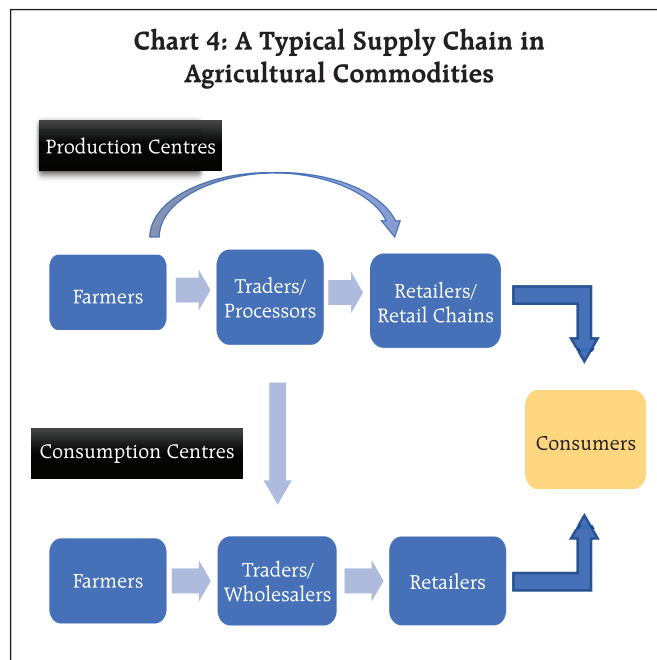 Chart 4: A Typical Supply Chain in
Agricultural Commodities
Production Centres
Farmers
Traders/
Processors
Retailers/
Retail Chains
Consumers
Consumption Centres
Farmers
Traders/
Wholesalers
Retailers